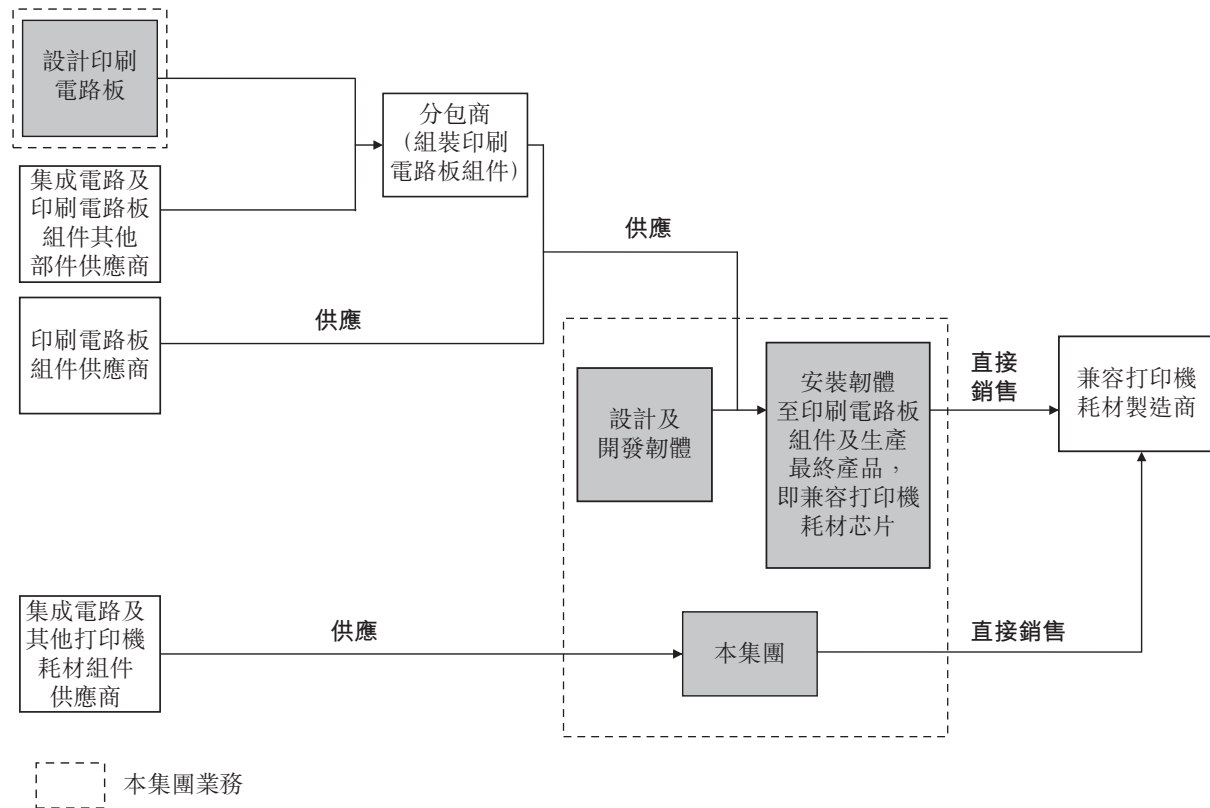 設計印刷
電路板
分包商
（組裝印刷
電路板組件）
集成電路及
印刷電路板
組件其他
部件供應商
供應
印刷電路板
組件供應商
供應
設計及
開發韌體
安裝韌體
至印刷電路板
組件及生產
最終產品，
即兼容打印機
耗材芯片
直接
銷售
兼容打印機
耗材製造商
集成電路及
其他打印機
耗材組件
供應商
供應
本集團
直接銷售
本集團業務